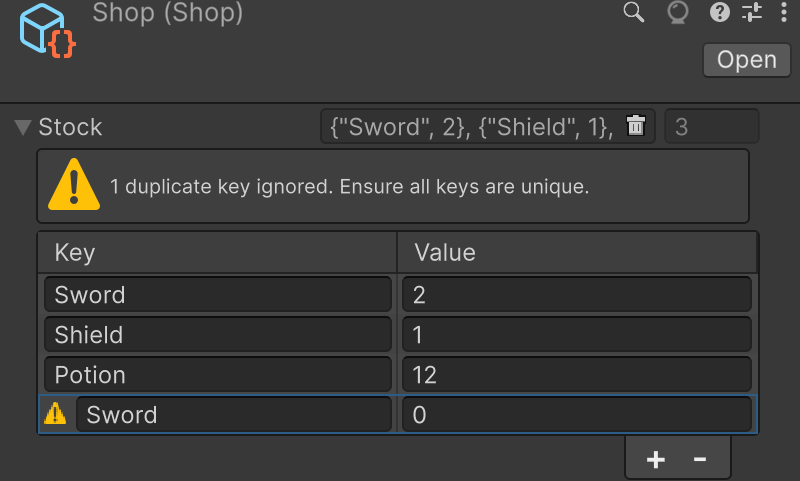 Shop (Shop)
Open
Stock {"Sword", 2}, {"Shield", 1}, 3
1 duplicate key ignored. Ensure all keys are unique.
Key Value
Sword 2
Shield 1
Potion 12
Sword 0
+ -